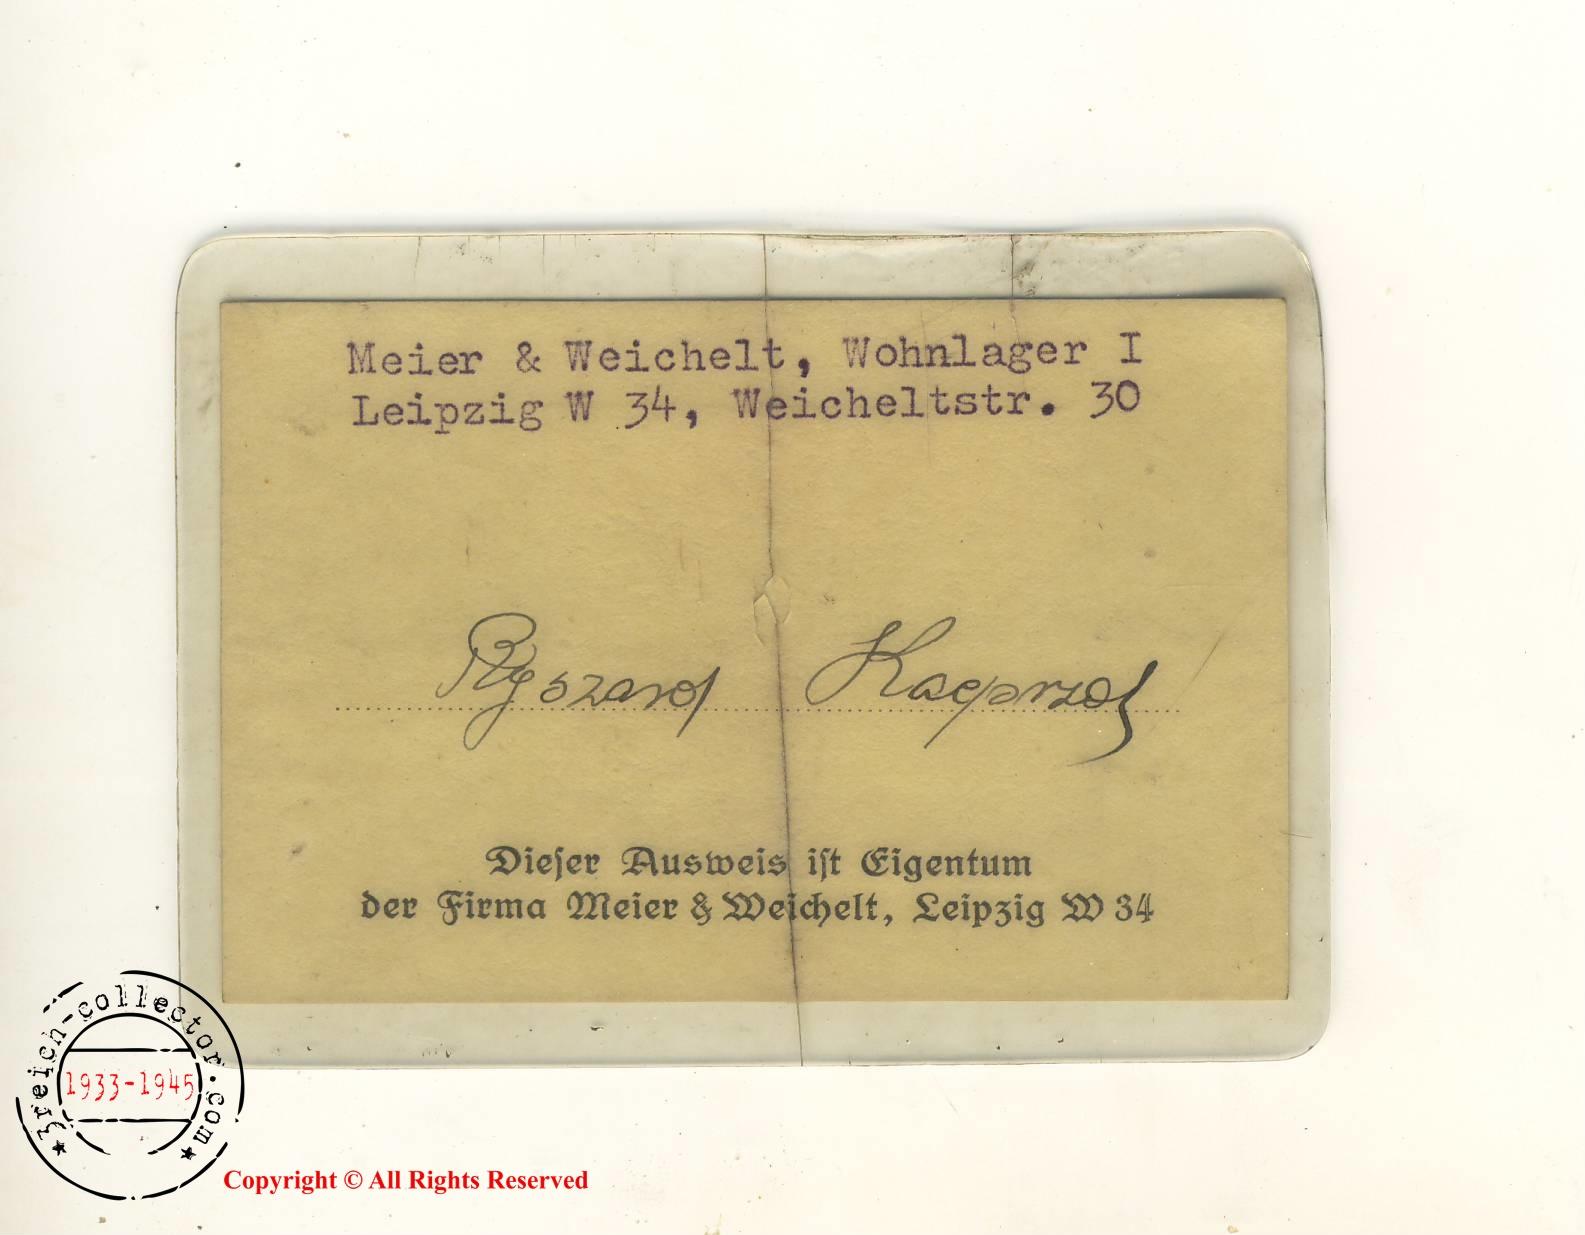 Meier & Weichelt, Wohnlager I
Leipzig W 34, Weicheltstr. 30
Ryszard
Dieser Ausweis ist Eigentum
der Firma Meier & Weichelt, Leipzig W 34
3reich-collector.com
1933-1945
Copyright © All Rights Reserved